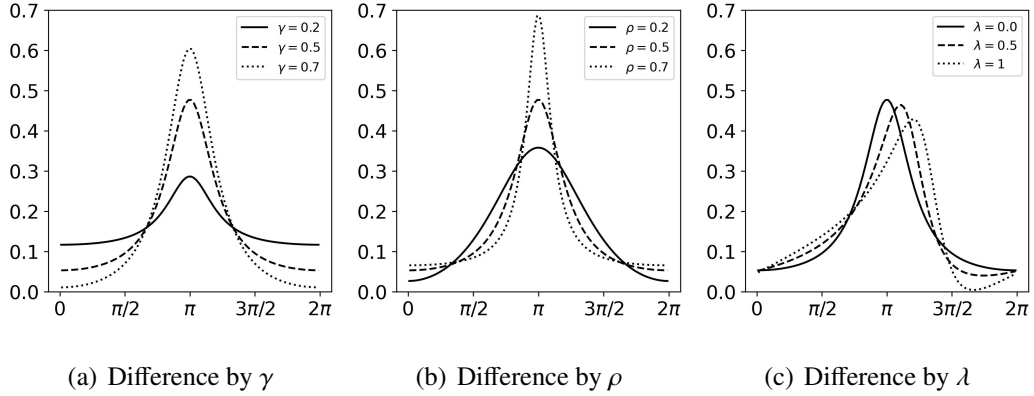 0.7
0.6
0.5
0.4
0.3
0.2
0.1
0.0
0 π/2 π 3π/2 2π
γ = 0.2
γ = 0.5
γ = 0.7
(a) Difference by γ
0.7
0.6
0.5
0.4
0.3
0.2
0.1
0.0
0 π/2 π 3π/2 2π
ρ = 0.2
ρ = 0.5
ρ = 0.7
(b) Difference by ρ
0.7
0.6
0.5
0.4
0.3
0.2
0.1
0.0
0 π/2 π 3π/2 2π
λ = 0.0
λ = 0.5
λ = 1
(c) Difference by λ